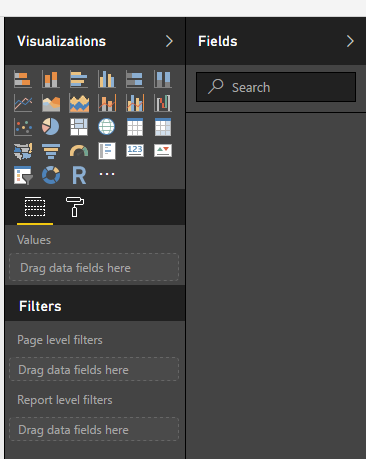 Visualizations
Fields
Search
123
R
Values
Drag data fields here
Filters
Page level filters
Drag data fields here
Report level filters
Drag data fields here